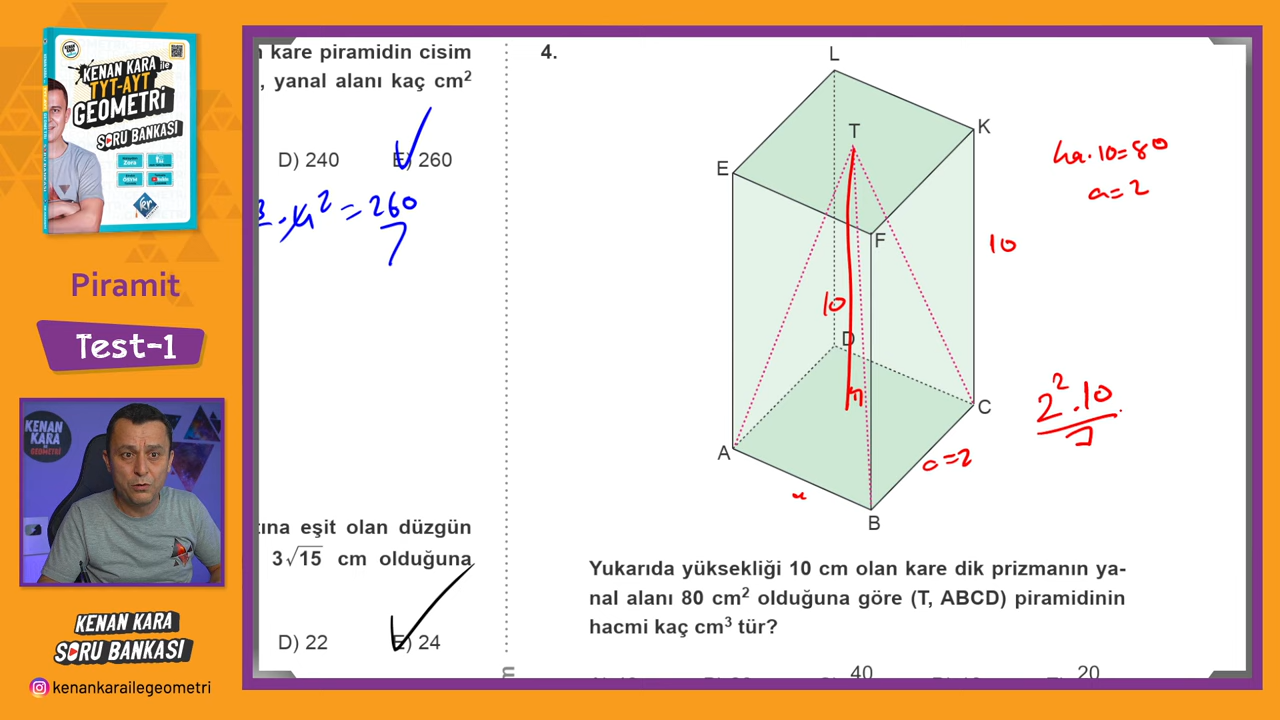 KENAN KARA ile
TYT-AYT
GEOMETRİ
SORU BANKASI
Piramit
Test-1
KENAN
KARA
GEOMETRİ
KENAN KARA
SORU BANKASI
kenankarailegeometri
kare piramidin cisim
, yanal alanı kaç cm²
D) 240 E) 260
. 4² = 260
eşit olan düzgün
3√15 cm olduğuna
D) 22 E) 24
4.
L
K
T
E
F
D
C
A
B
4a.10=80
a=2
10
10
a=2
2².10
Yukarıda yüksekliği 10 cm olan kare dik prizmanın ya-
nal alanı 80 cm² olduğuna göre (T, ABCD) piramidinin
hacmi kaç cm³ tür?
40 20